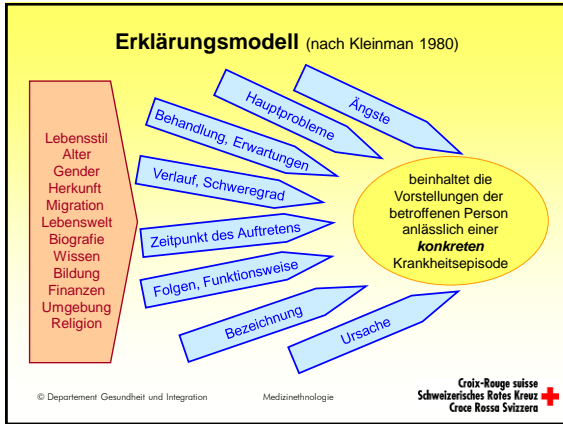 Erklärungsmodell (nach Kleinman 1980)
Lebensstil
Alter
Gender
Herkunft
Migration
Lebenswelt
Biografie
Wissen
Bildung
Finanzen
Umgebung
Religion
Ängste
Hauptprobleme
Behandlung, Erwartungen
Verlauf, Schweregrad
Zeitpunkt des Auftretens
Folgen, Funktionsweise
Bezeichnung
Ursache
beinhaltet die
Vorstellungen der
betroffenen Person
anlässlich einer
konkreten
Krankheitsepisode
© Departement Gesundheit und Integration
Medizinethnologie
Croix-Rouge suisse
Schweizerisches Rotes Kreuz
Croce Rossa Svizzera